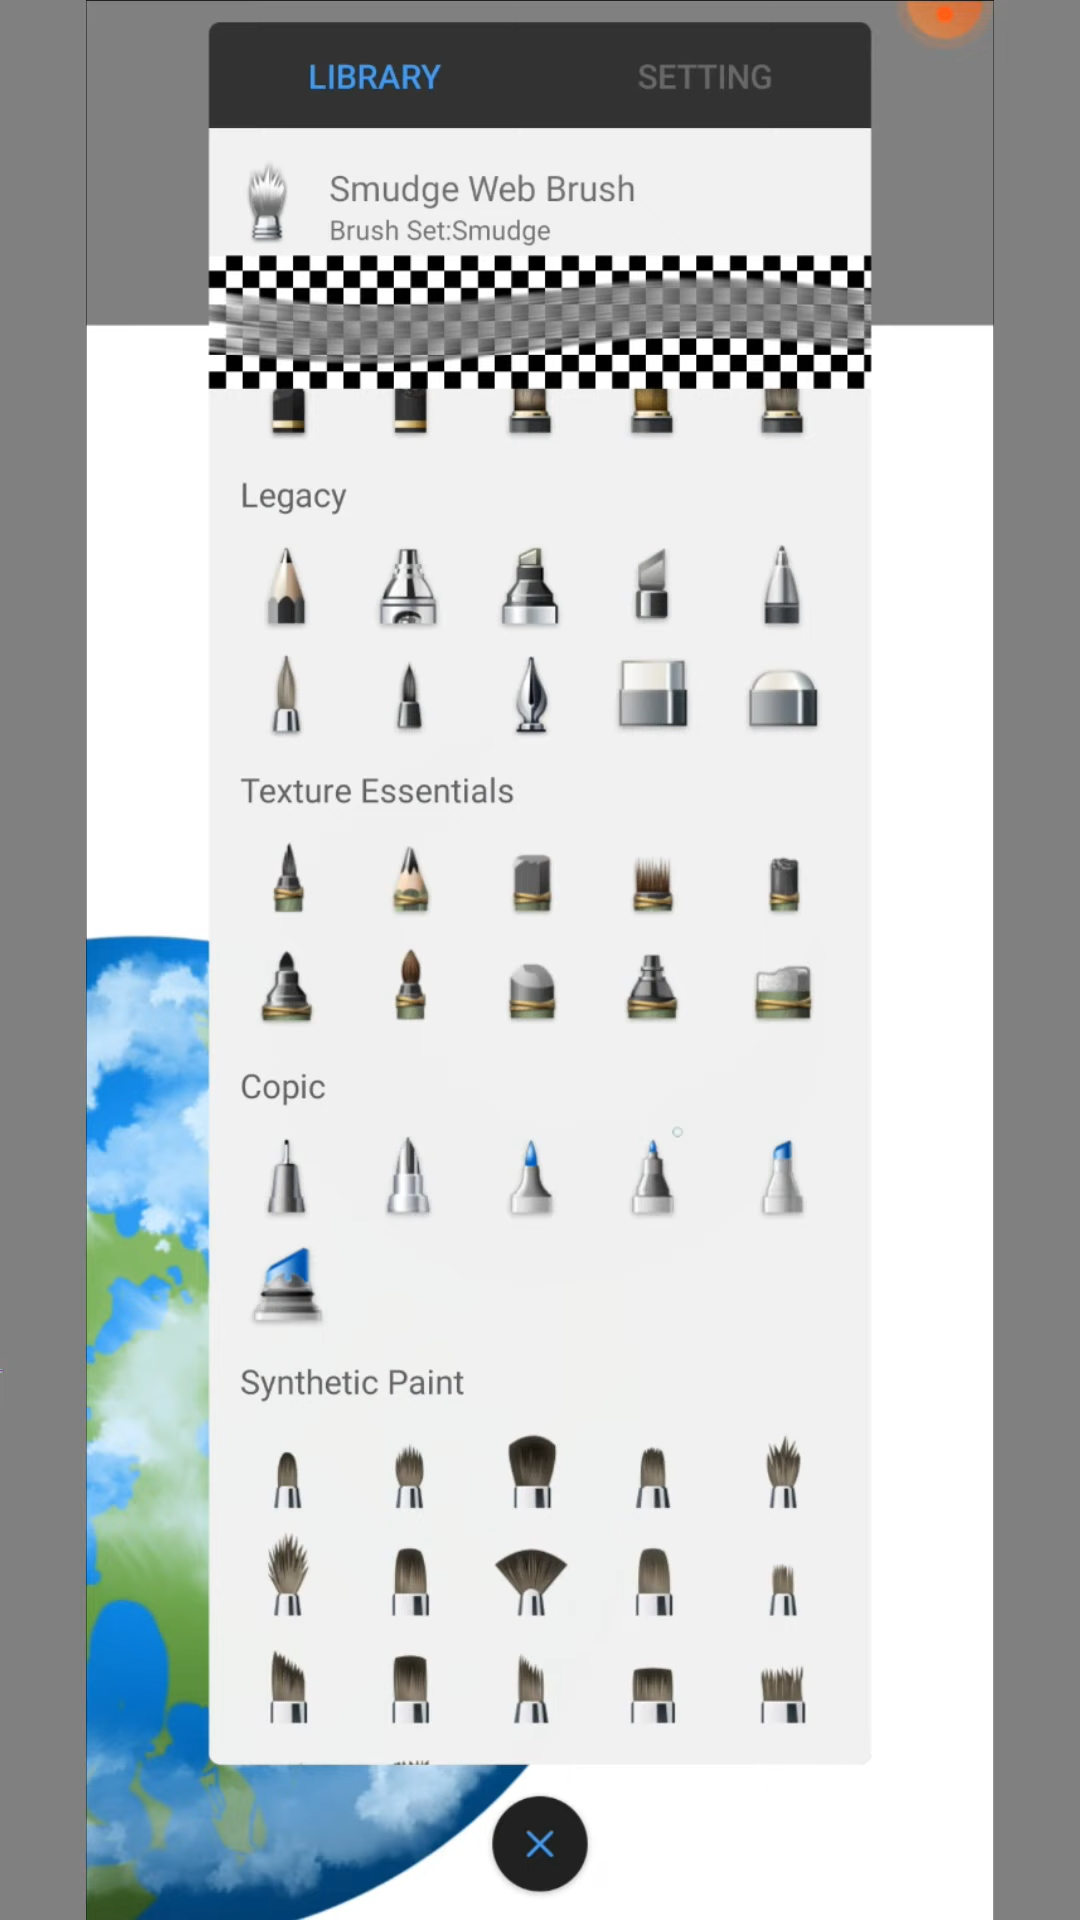 LIBRARY SETTING
Smudge Web Brush
Brush Set:Smudge
Legacy
Texture Essentials
Copic
Synthetic Paint